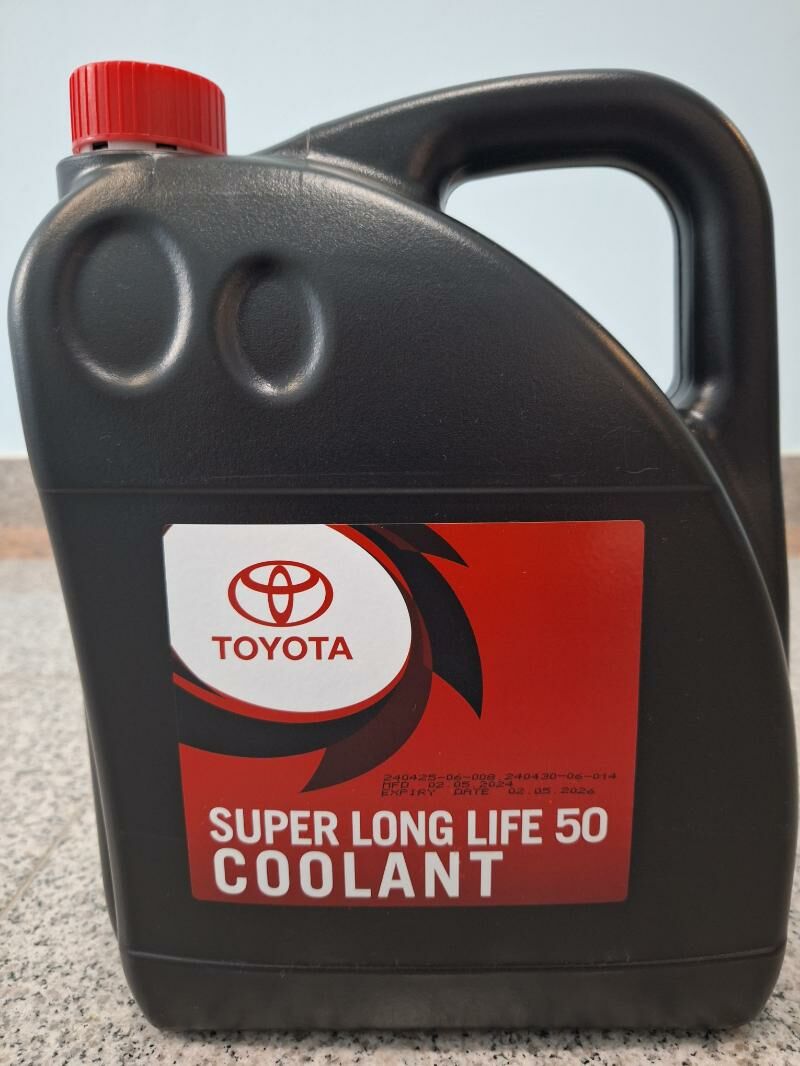 TOYOTA
240425-06-008 240430-06-014
MFD 02.05.2024
EXPIRY DATE 02.05.2026
SUPER LONG LIFE 50
COOLANT